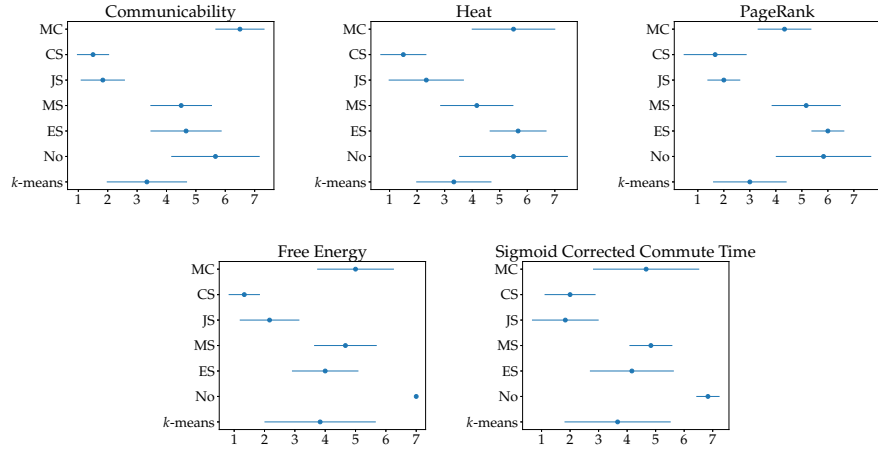 Communicability
MC
CS
JS
MS
ES
No
k-means
1 2 3 4 5 6 7
Heat
MC
CS
JS
MS
ES
No
k-means
1 2 3 4 5 6 7
PageRank
MC
CS
JS
MS
ES
No
k-means
1 2 3 4 5 6 7
Free Energy
MC
CS
JS
MS
ES
No
k-means
1 2 3 4 5 6 7
Sigmoid Corrected Commute Time
MC
CS
JS
MS
ES
No
k-means
1 2 3 4 5 6 7